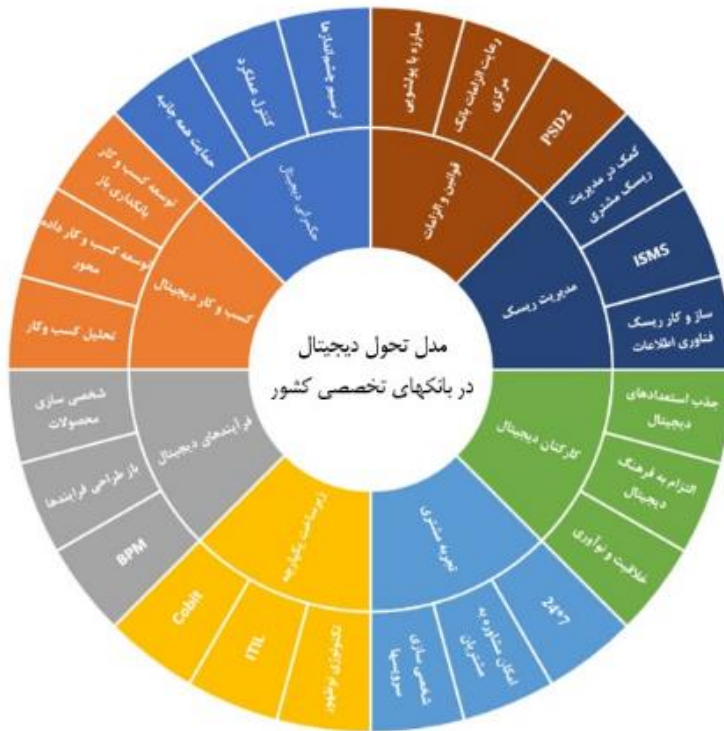 مدل تحول دیجیتال
در بانکهای تخصصی کشور
قوانین و الزامات
مبارزه با پولشویی
رعایت الزامات بانک
مرکزی
PSD2
مدیریت ریسک
کمک در مدیریت
ریسک مشتری
ISMS
ساز و کار ریسک
فناوری اطلاعات
کارکنان دیجیتال
جذب استعدادهای
دیجیتال
التزام به فرهنگ
دیجیتال
خلاقیت و نوآوری
تجربه مشتری
24*7
امکان مشاوره به
مشتریان
شخصی سازی
سرویسها
زیرساخت یکپارچه
تکنولوژی نوظهور
ITIL
Cobit
فرآیندهای دیجیتال
BPM
باز طراحی فرایندها
شخصی سازی
محصولات
کسب و کار دیجیتال
تحلیل کسب وکار
توسعه کسب و کار داده
محور
توسعه کسب و کار
بانکداری باز
حکمرانی دیجیتال
حمایت همه جانبه
کنترل عملکرد
ترسیم چشم‌اندازها